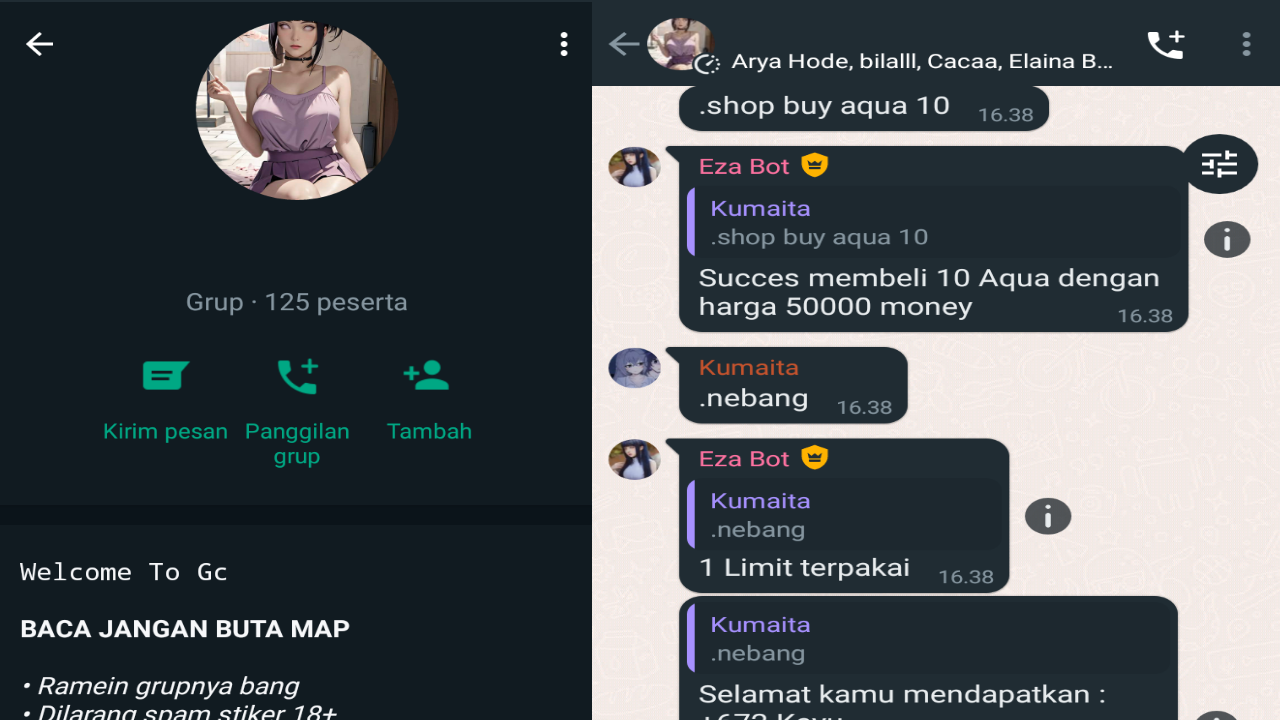 Grup · 125 peserta
Kirim pesan
Panggilan
grup
Tambah
Welcome To Gc
BACA JANGAN BUTA MAP
• Ramein grupnya bang
• Dilarang spam stiker 18+
Arya Hode, bilalll, Cacaa, Elaina B...
.shop buy aqua 10 16.38
Eza Bot
Kumaita
.shop buy aqua 10
Succes membeli 10 Aqua dengan
harga 50000 money 16.38
Kumaita
.nebang 16.38
Eza Bot
Kumaita
.nebang
1 Limit terpakai 16.38
Kumaita
.nebang
Selamat kamu mendapatkan :